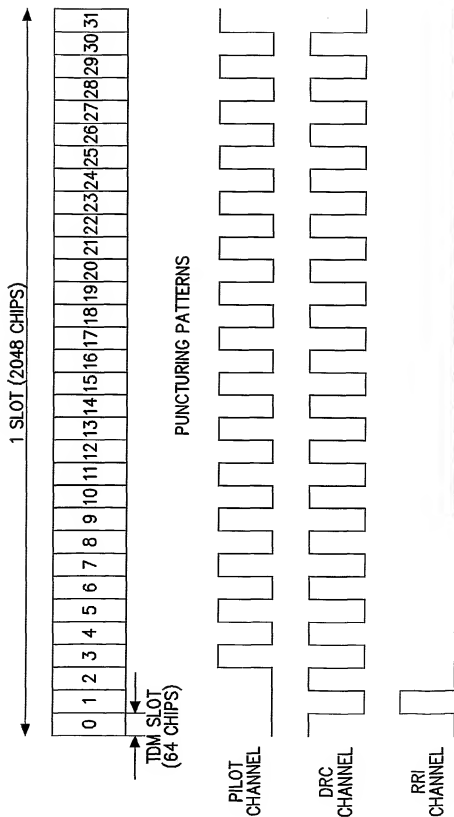 1 SLOT (2048 CHIPS)
0 1 2 3 4 5 6 7 8 9 10 11 12 13 14 15 16 17 18 19 20 21 22 23 24 25 26 27 28 29 30 31
TDM SLOT
(64 CHIPS)
PUNCTURING PATTERNS
PILOT
CHANNEL
DRC
CHANNEL
RRI
CHANNEL